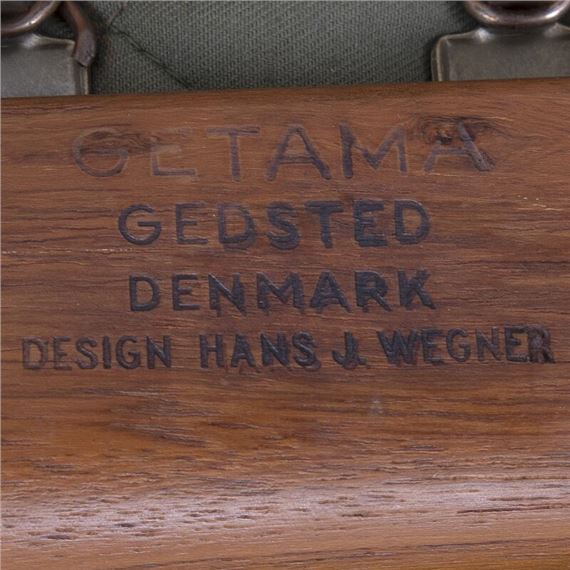 GETAMA
GEDSTED
DENMARK
DESIGN HANS J. WEGNER